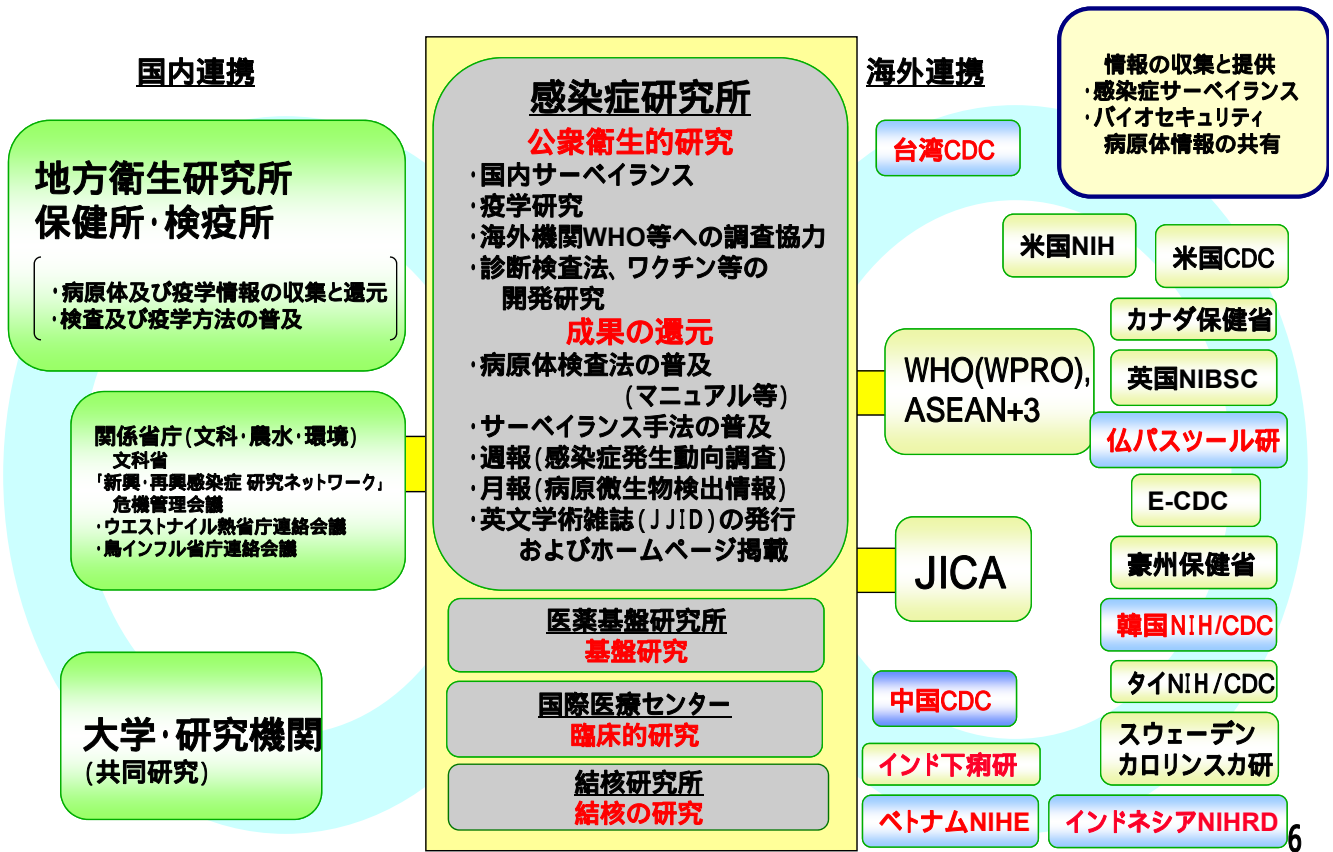 国内連携
地方衛生研究所
保健所・検疫所
・病原体及び疫学情報の収集と還元
・検査及び疫学方法の普及
関係省庁(文科・農水・環境)
文科省
「新興・再興感染症 研究ネットワーク」
危機管理会議
・ウエストナイル熱省庁連絡会議
・鳥インフル省庁連絡会議
大学・研究機関
(共同研究)
感染症研究所
公衆衛生的研究
・国内サーベイランス
・疫学研究
・海外機関WHO等への調査協力
・診断検査法、ワクチン等の
開発研究
成果の還元
・病原体検査法の普及
(マニュアル等)
・サーベイランス手法の普及
・週報(感染症発生動向調査)
・月報(病原微生物検出情報)
・英文学術雑誌(JJID)の発行
およびホームページ掲載
医薬基盤研究所
基盤研究
国際医療センター
臨床的研究
結核研究所
結核の研究
海外連携
情報の収集と提供
・感染症サーベイランス
・バイオセキュリティ
病原体情報の共有
台湾CDC
米国NIH
米国CDC
カナダ保健省
WHO(WPRO),
ASEAN+3
英国NIBSC
仏パスツール研
E-CDC
JICA
豪州保健省
韓国NIH/CDC
タイNIH/CDC
中国CDC
スウェーデン
カロリンスカ研
インド下痢研
ベトナムNIHE
インドネシアNIHRD
6